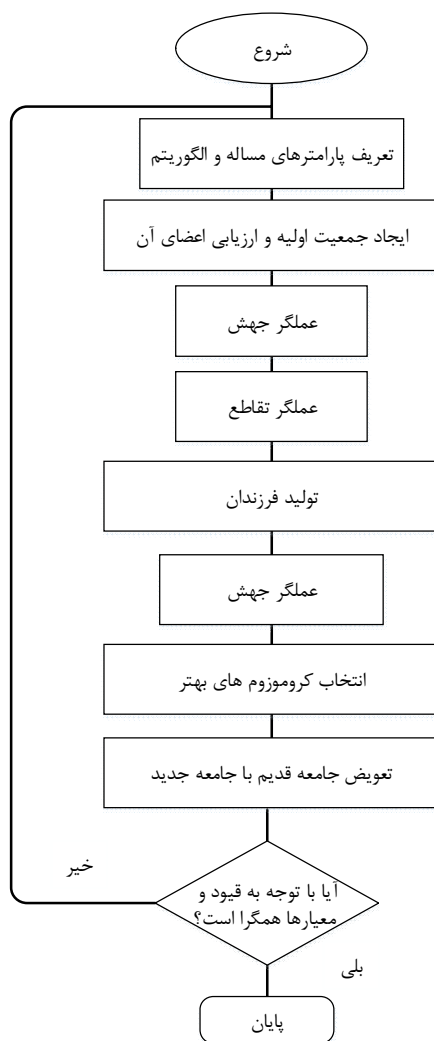 شروع
تعریف پارامترهای مساله و الگوریتم
ایجاد جمعیت اولیه و ارزیابی اعضای آن
عملگر جهش
عملگر تقاطع
تولید فرزندان
عملگر جهش
انتخاب کروموزوم های بهتر
تعویض جامعه قدیم با جامعه جدید
خیر
آیا با توجه به قیود و
معیارها همگرا است؟
بلی
پایان